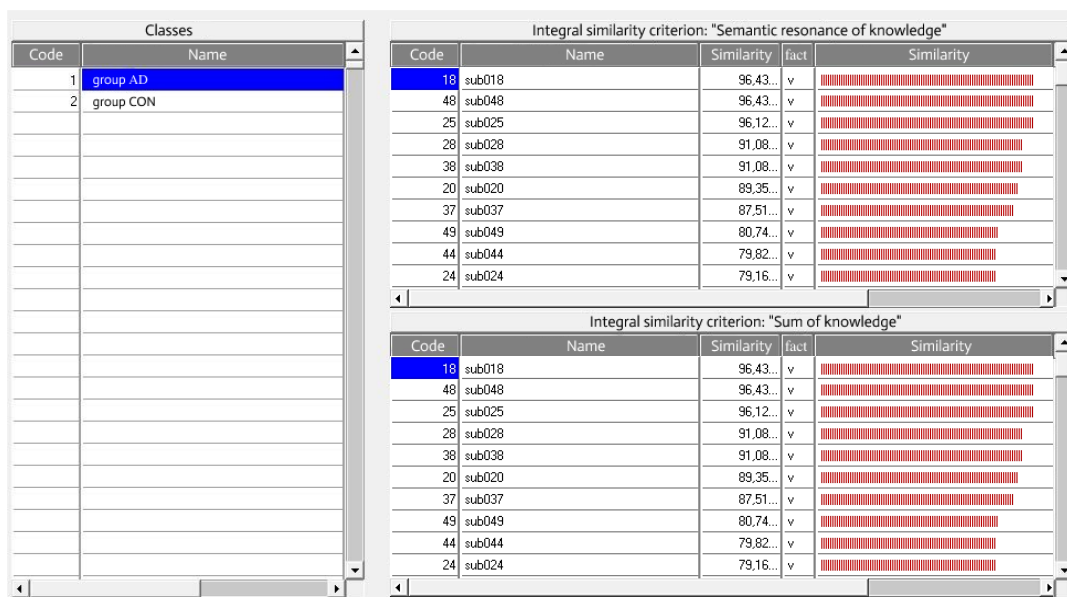 Classes
Code Name
1 group AD
2 group CON
Integral similarity criterion: "Semantic resonance of knowledge"
Code Name Similarity fact Similarity
18 sub018 96,43... v
48 sub048 96,43... v
25 sub025 96,12... v
28 sub028 91,08... v
38 sub038 91,08... v
20 sub020 89,35... v
37 sub037 87,51... v
49 sub049 80,74... v
44 sub044 79,82... v
24 sub024 79,16... v
Integral similarity criterion: "Sum of knowledge"
Code Name Similarity fact Similarity
18 sub018 96,43... v
48 sub048 96,43... v
25 sub025 96,12... v
28 sub028 91,08... v
38 sub038 91,08... v
20 sub020 89,35... v
37 sub037 87,51... v
49 sub049 80,74... v
44 sub044 79,82... v
24 sub024 79,16... v